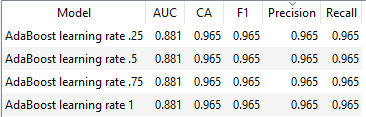 Model AUC CA F1 Precision Recall
AdaBoost learning rate .25 0.881 0.965 0.965 0.965 0.965
AdaBoost learning rate .5 0.881 0.965 0.965 0.965 0.965
AdaBoost learning rate .75 0.881 0.965 0.965 0.965 0.965
AdaBoost learning rate 1 0.881 0.965 0.965 0.965 0.965